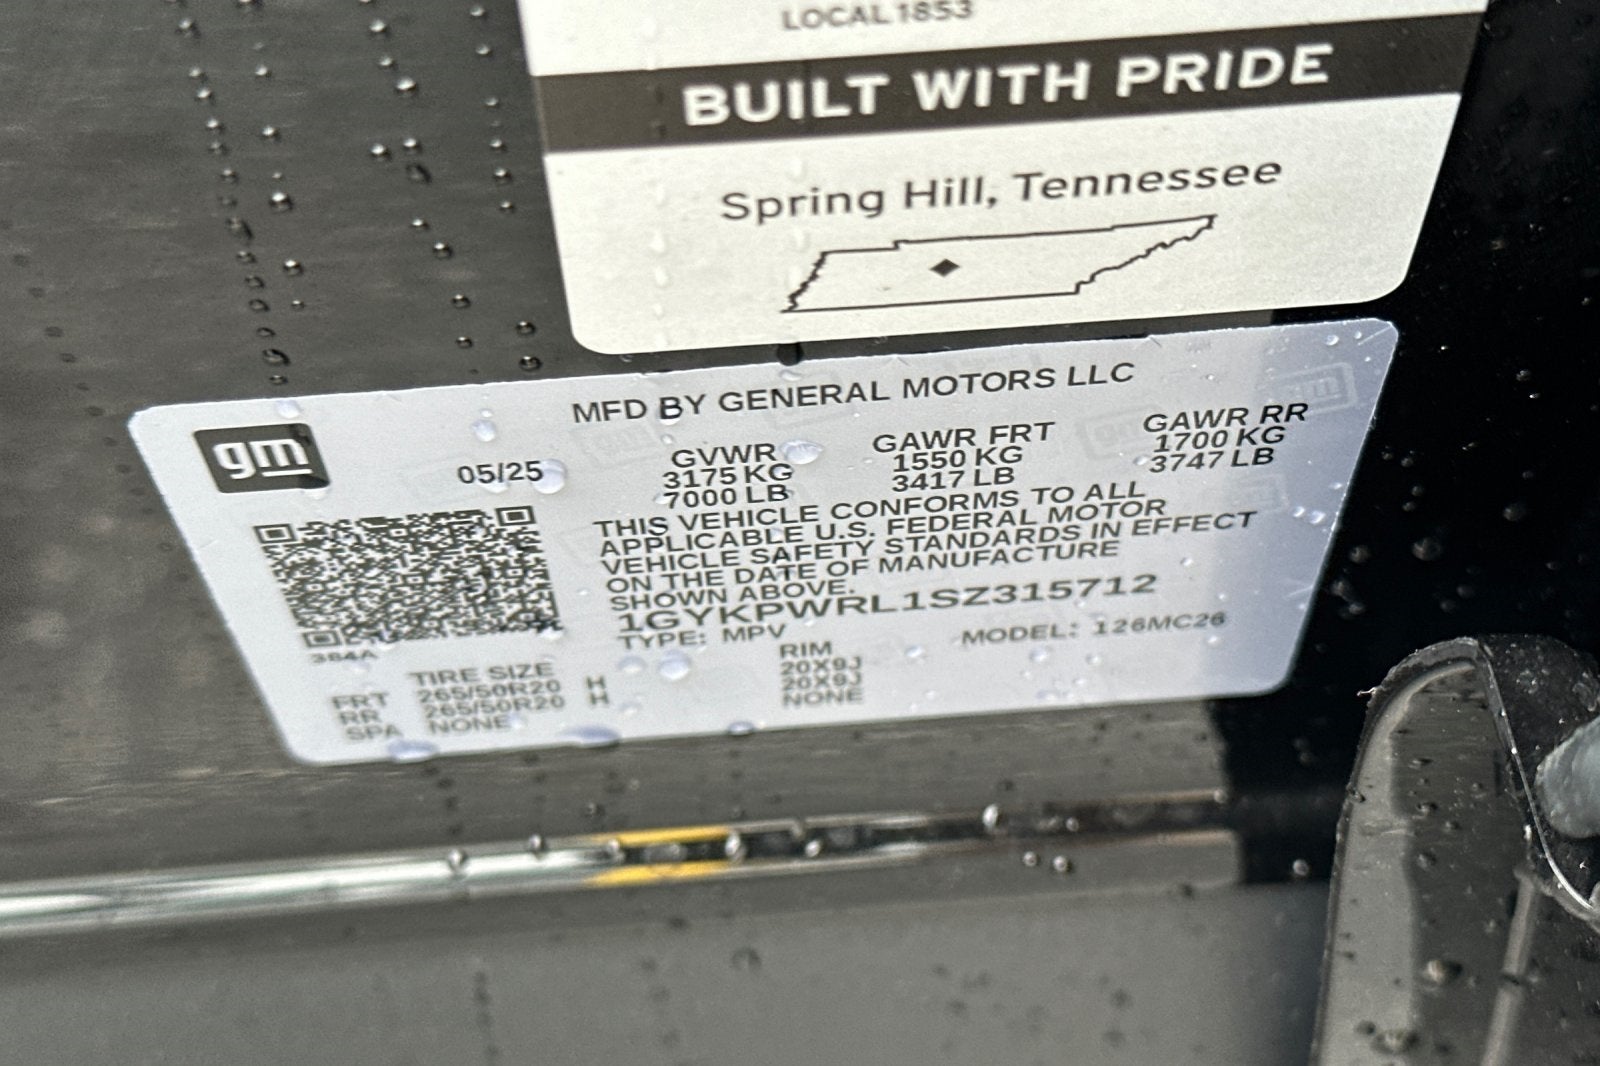 LOCAL 1853
BUILT WITH PRIDE
Spring Hill, Tennessee
MFD BY GENERAL MOTORS LLC
gm
05/25
GVWR GAWR FRT GAWR RR
3175 KG 1550 KG 1700 KG
7000 LB 3417 LB 3747 LB
THIS VEHICLE CONFORMS TO ALL
APPLICABLE U.S. FEDERAL MOTOR
VEHICLE SAFETY STANDARDS IN EFFECT
ON THE DATE OF MANUFACTURE
SHOWN ABOVE.
1GYKPWRL1SZ315712
TYPE: MPV MODEL: 126MC26
384A
TIRE SIZE RIM
FRT 265/50R20 H 20X9J
RR 265/50R20 H 20X9J
SPA NONE NONE